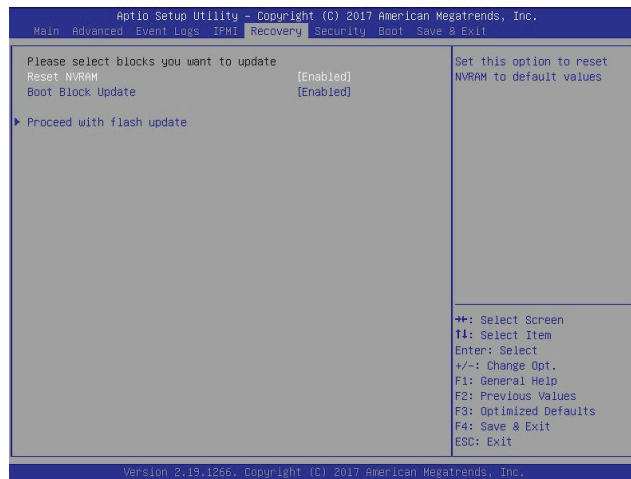 Aptio Setup Utility – Copyright (C) 2017 American Megatrends, Inc.
Main Advanced Event Logs IPMI Recovery Security Boot Save & Exit
Please select blocks you want to update
Reset NVRAM [Enabled]
Boot Block Update [Enabled]
Proceed with flash update
Set this option to reset
NVRAM to default values
→←: Select Screen
↑↓: Select Item
Enter: Select
+/-: Change Opt.
F1: General Help
F2: Previous Values
F3: Optimized Defaults
F4: Save & Exit
ESC: Exit
Version 2.19.1266. Copyright (C) 2017 American Megatrends, Inc.